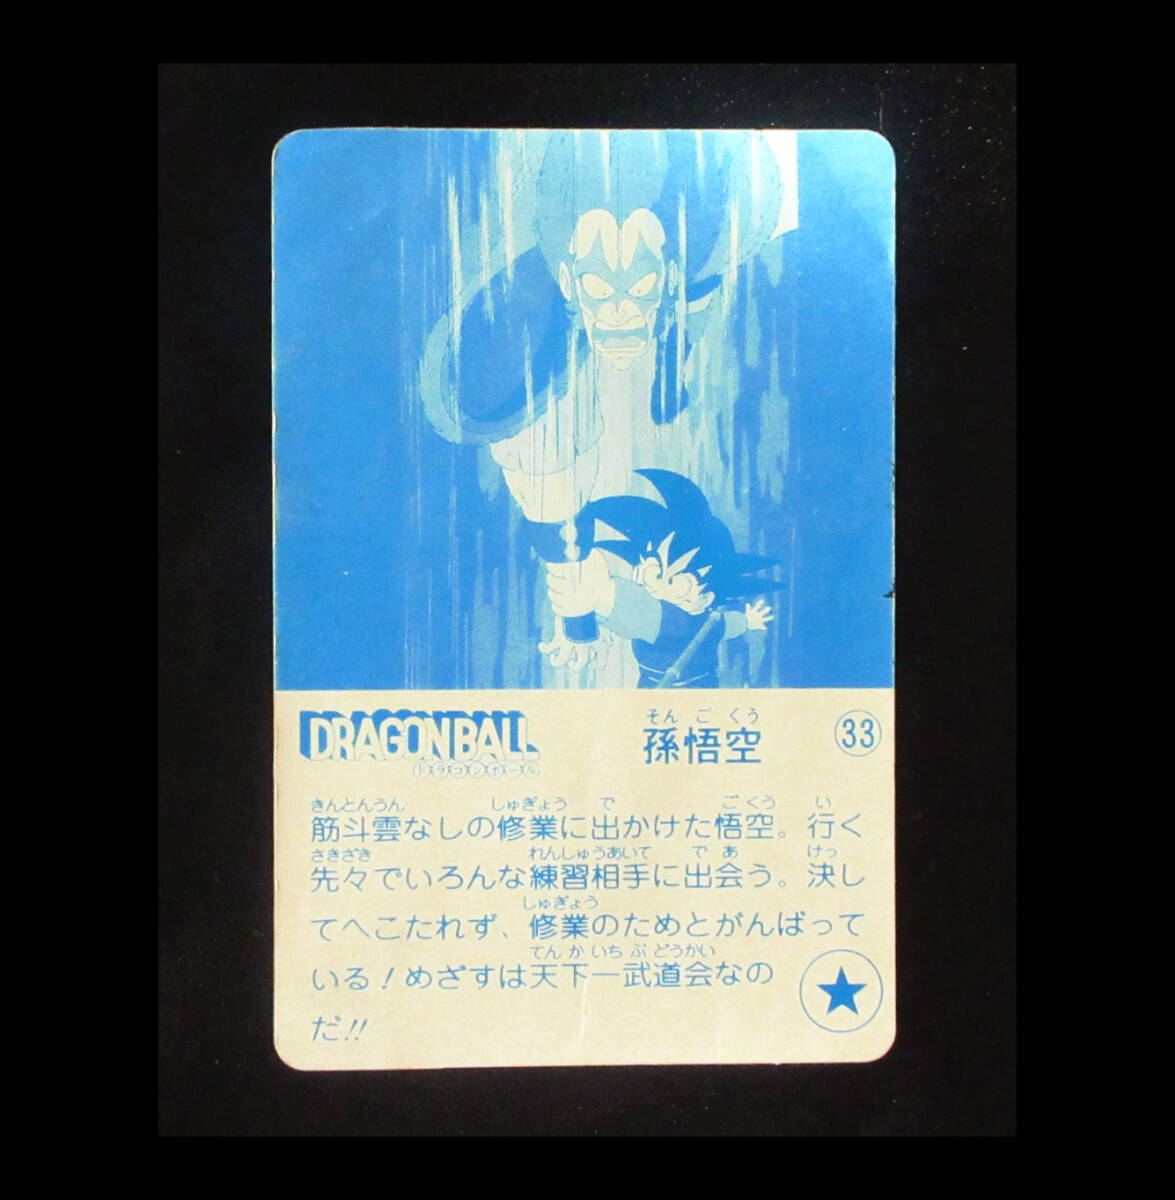 DRAGON BALL
ドラゴンボール
そんごくう
孫悟空
33
きんとんうん しゅぎょう で ごくう い
筋斗雲なしの修業に出かけた悟空。行く
さきざき れんしゅうあいて であ けっ
先々でいろんな練習相手に出会う。決し
しゅぎょう
てへこたれず、修業のためとがんばって
てんかいちぶどうかい
いる!めざすは天下一武道会なの
だ!!